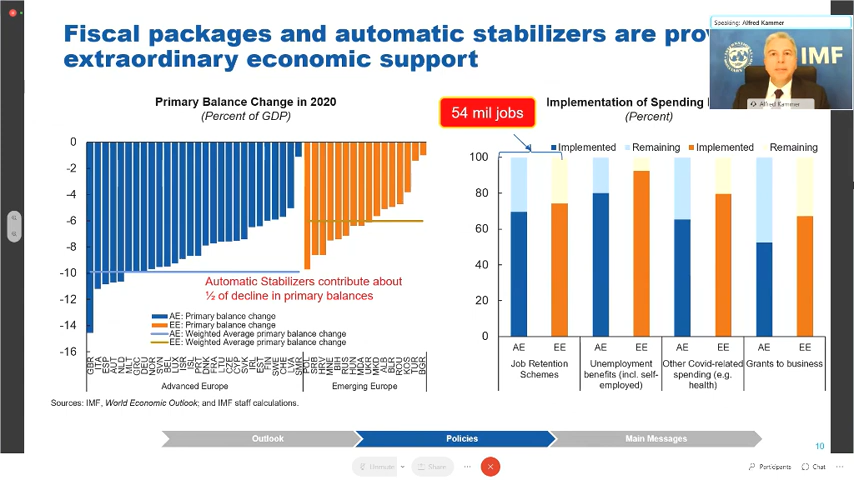 Speaking: Alfred Kammer
Fiscal packages and automatic stabilizers are prov
extraordinary economic support
IMF
Alfred Kammer
Primary Balance Change in 2020
(Percent of GDP)
54 mil jobs
Implementation of Spending
(Percent)
0
-2
-4
-6
-8
-10
-12
-14
-16
Automatic Stabilizers contribute about
½ of decline in primary balances
AE: Primary balance change
EE: Primary balance change
AE: Weighted Average primary balance change
EE: Weighted Average primary balance change
GBR ITA ESP AUT NLD MLT GRC DEU NOR SVN BEL LUX ISR ISL PRT DNK FRA LTU CZE CYP SVK IRL EST FIN SWE CHE LVA SMR POL SRB HRV MNE BIH RUS HUN MDA UKR MKD ALB BLR ROU KOS TUR BGR
Advanced Europe
Emerging Europe
Implemented
Remaining
Implemented
Remaining
100
80
60
40
20
0
AE EE AE EE AE EE AE EE
Job Retention
Schemes
Unemployment
benefits (incl. self-
employed)
Other Covid-related
spending (e.g.
health)
Grants to business
Sources: IMF, World Economic Outlook; and IMF staff calculations.
Outlook
Policies
Main Messages
10
Unmute
Share
Participants
Chat